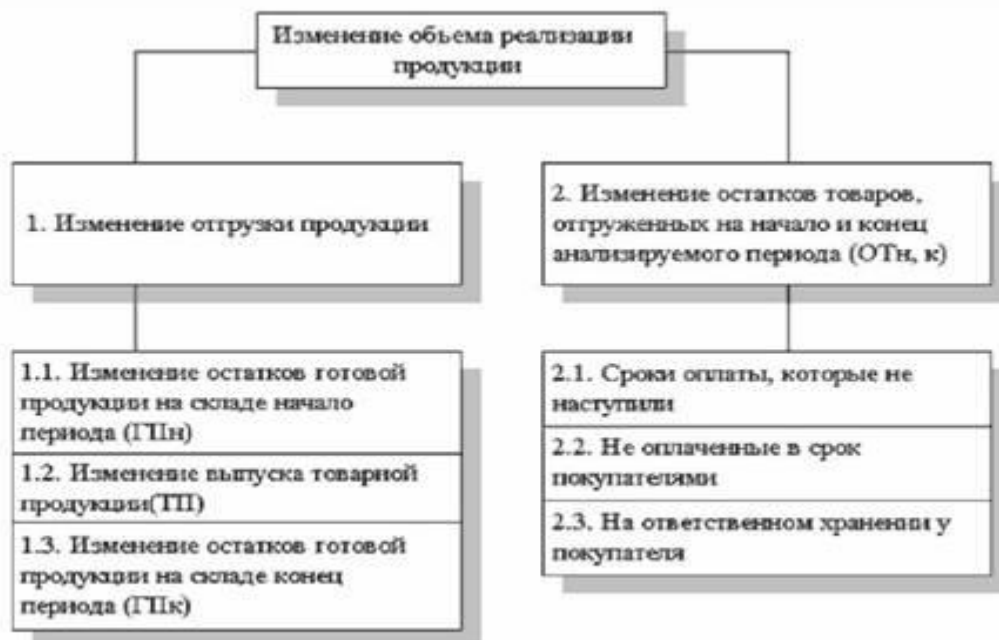 Изменение обьема реализации
продукции
1. Изменение отгрузки продукции
2. Изменение остатков товаров,
отгруженных на начало и конец
анализируемого периода (ОТн, к)
1.1. Изменение остатков готовой
продукции на складе начало
периода (ГПн)
1.2. Изменение выпуска товарной
продукции(ТП)
1.3. Изменение остатков готовой
продукции на складе конец
периода (ГПк)
2.1. Сроки оплаты, которые не
наступили
2.2. Не оплаченные в срок
покупателями
2.3. На ответственном хранении у
покупателя